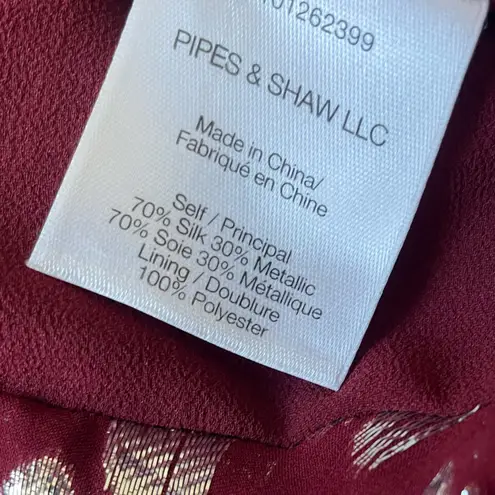 01262399
PIPES & SHAW LLC
Made in China/
Fabriqué en Chine
Self / Principal
70% Silk 30% Metallic
70% Soie 30% Métallique
Lining / Doublure
100% Polyester